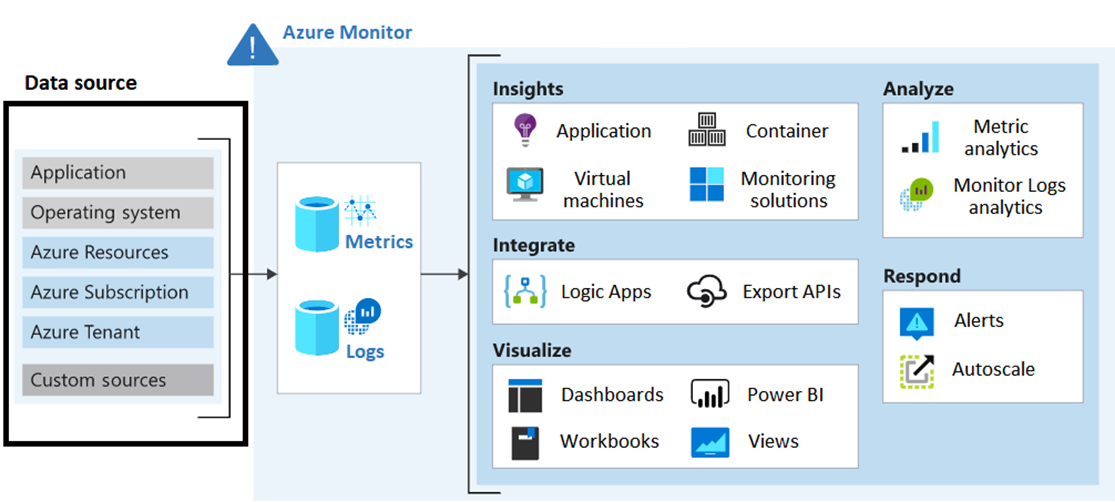 Azure Monitor
Data source
Application
Operating system
Azure Resources
Azure Subscription
Azure Tenant
Custom sources
Metrics
Logs
Insights
Application
Container
Virtual
machines
Monitoring
solutions
Integrate
Logic Apps
Export APIs
Visualize
Dashboards
Power BI
Workbooks
Views
Analyze
Metric
analytics
Monitor Logs
analytics
Respond
Alerts
Autoscale